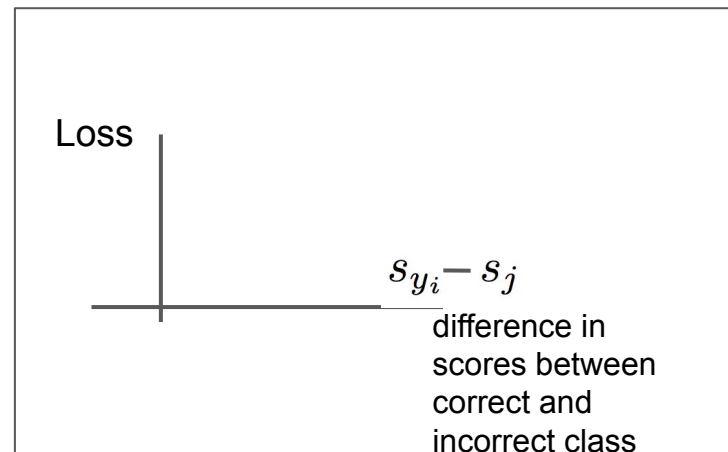 Loss
$s_{y_i} - s_j$
difference in
scores between
correct and
incorrect class